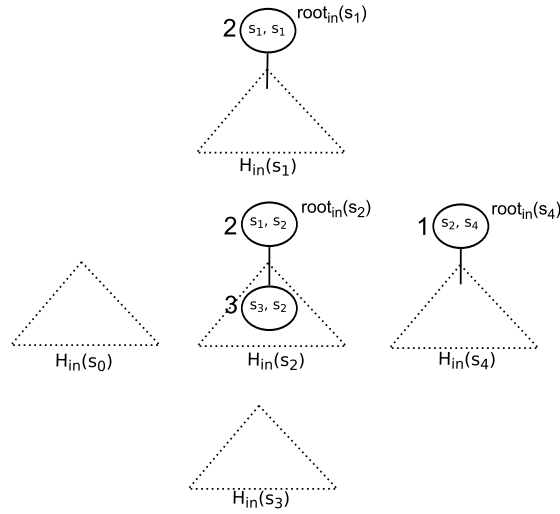 2 s₁, s₁ rootᵢₙ(s₁)
Hᵢₙ(s₁)
2 s₁, s₂ rootᵢₙ(s₂)
1 s₂, s₄ rootᵢₙ(s₄)
3 s₃, s₂
Hᵢₙ(s₀)
Hᵢₙ(s₂)
Hᵢₙ(s₄)
Hᵢₙ(s₃)